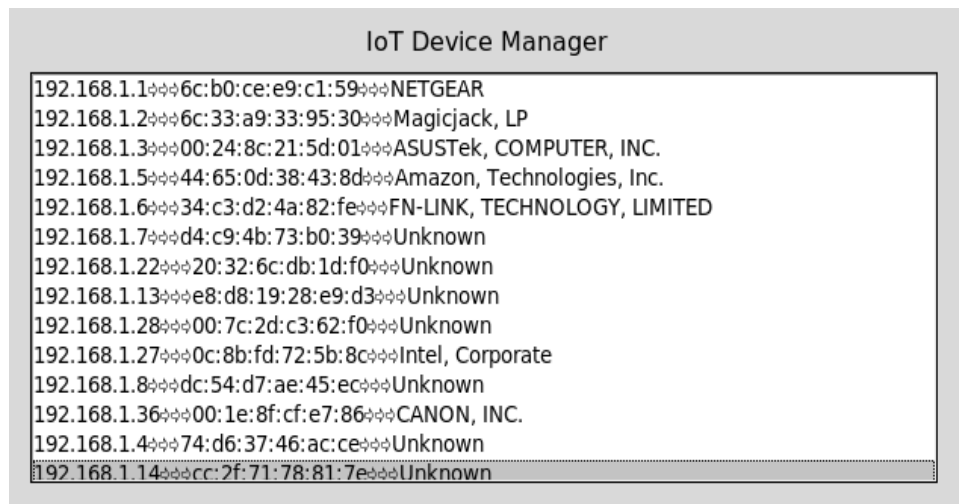 IoT Device Manager
192.168.1.1⇨⇨⇨6c:b0:ce:e9:c1:59⇨⇨⇨NETGEAR
192.168.1.2⇨⇨⇨6c:33:a9:33:95:30⇨⇨⇨Magicjack, LP
192.168.1.3⇨⇨⇨00:24:8c:21:5d:01⇨⇨⇨ASUSTek, COMPUTER, INC.
192.168.1.5⇨⇨⇨44:65:0d:38:43:8d⇨⇨⇨Amazon, Technologies, Inc.
192.168.1.6⇨⇨⇨34:c3:d2:4a:82:fe⇨⇨⇨FN-LINK, TECHNOLOGY, LIMITED
192.168.1.7⇨⇨⇨d4:c9:4b:73:b0:39⇨⇨⇨Unknown
192.168.1.22⇨⇨⇨20:32:6c:db:1d:f0⇨⇨⇨Unknown
192.168.1.13⇨⇨⇨e8:d8:19:28:e9:d3⇨⇨⇨Unknown
192.168.1.28⇨⇨⇨00:7c:2d:c3:62:f0⇨⇨⇨Unknown
192.168.1.27⇨⇨⇨0c:8b:fd:72:5b:8c⇨⇨⇨Intel, Corporate
192.168.1.8⇨⇨⇨dc:54:d7:ae:45:ec⇨⇨⇨Unknown
192.168.1.36⇨⇨⇨00:1e:8f:cf:e7:86⇨⇨⇨CANON, INC.
192.168.1.4⇨⇨⇨74:d6:37:46:ac:ce⇨⇨⇨Unknown
192.168.1.14⇨⇨⇨cc:2f:71:78:81:7e⇨⇨⇨Unknown